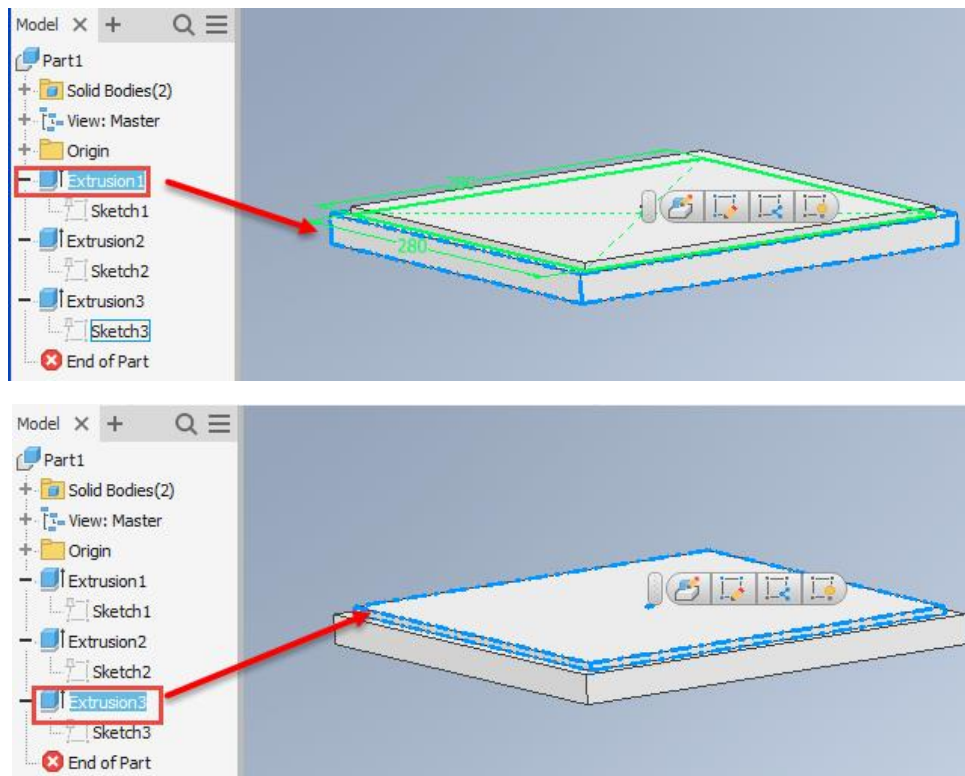 Model
Part1
Solid Bodies(2)
View: Master
Origin
Extrusion1
Sketch1
Extrusion2
Sketch2
Extrusion3
Sketch3
End of Part
280
Model
Part1
Solid Bodies(2)
View: Master
Origin
Extrusion1
Sketch1
Extrusion2
Sketch2
Extrusion3
Sketch3
End of Part